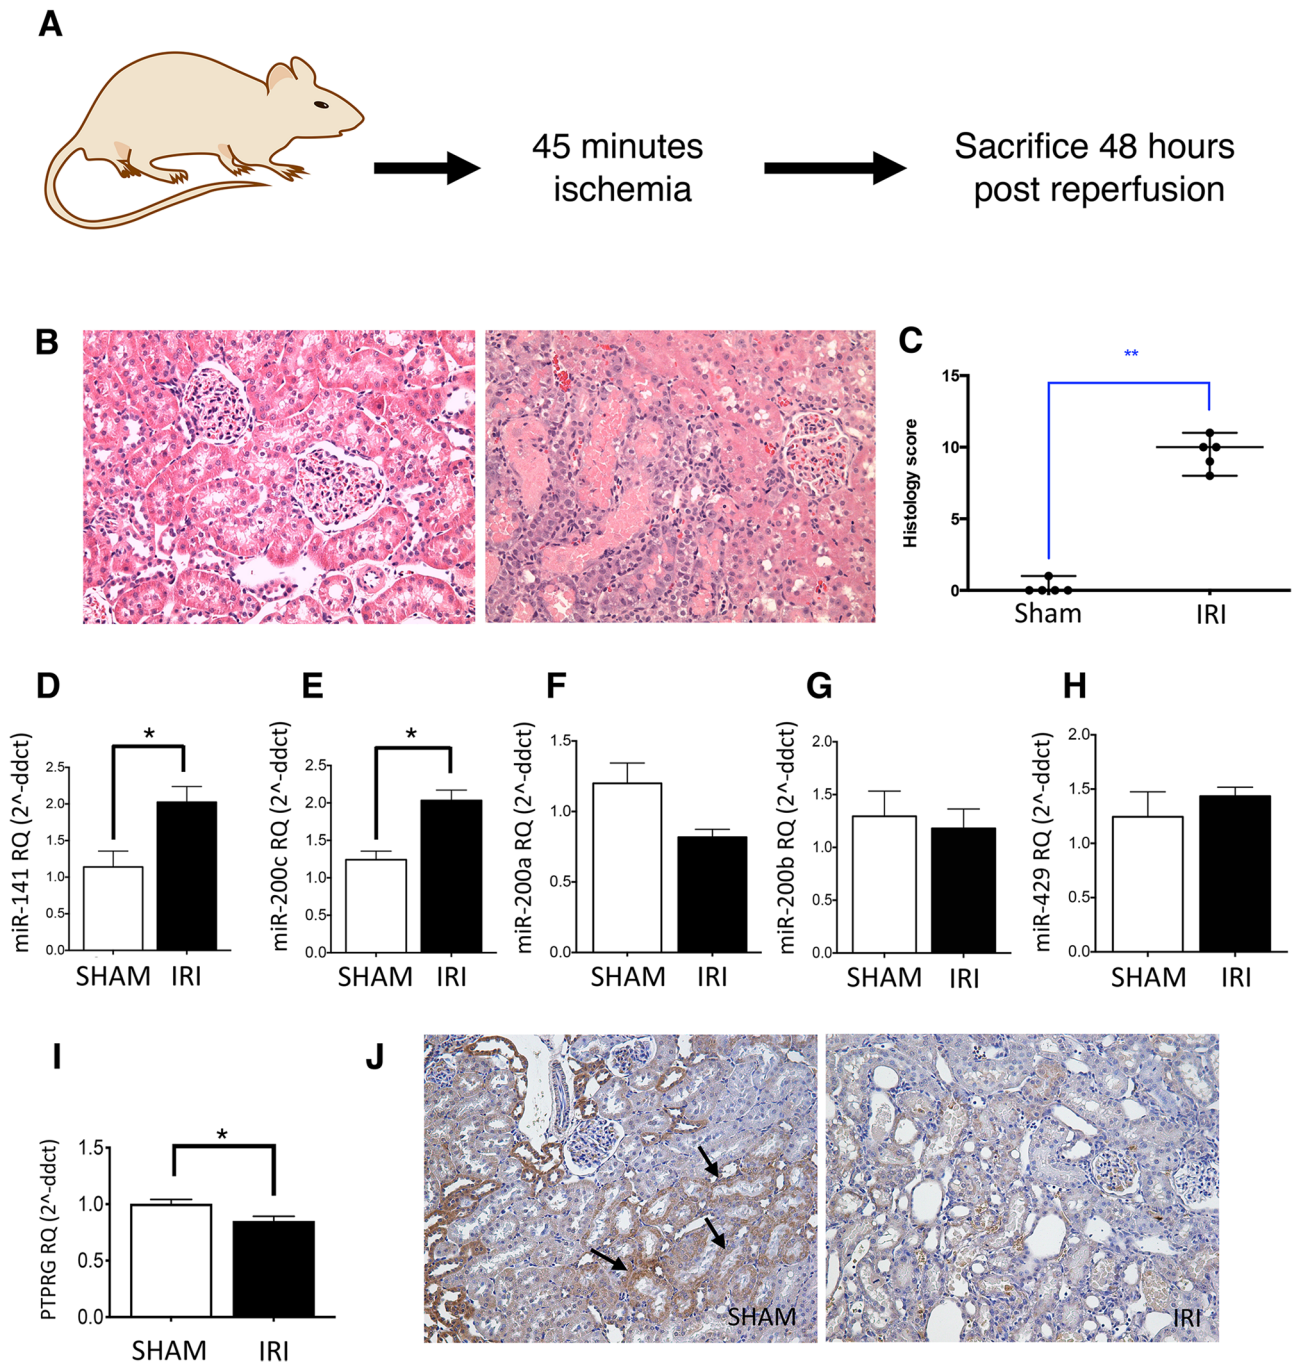 A
45 minutes
ischemia
Sacrifice 48 hours
post reperfusion
B
C
**
Histology score
15
10
5
0
Sham
IRI
D
miR-141 RQ (2^-ddct)
*
2.5
2.0
1.5
1.0
0.5
0.0
SHAM
IRI
E
miR-200c RQ (2^-ddct)
*
2.5
2.0
1.5
1.0
0.5
0.0
SHAM
IRI
F
miR-200a RQ (2^-ddct)
1.5
1.0
0.5
0.0
SHAM
IRI
G
miR-200b RQ (2^-ddct)
2.0
1.5
1.0
0.5
0.0
SHAM
IRI
H
miR-429 RQ (2^-ddct)
2.0
1.5
1.0
0.5
0.0
SHAM
IRI
I
PTPRG RQ (2^-ddct)
*
1.5
1.0
0.5
0.0
SHAM
IRI
J
SHAM
IRI